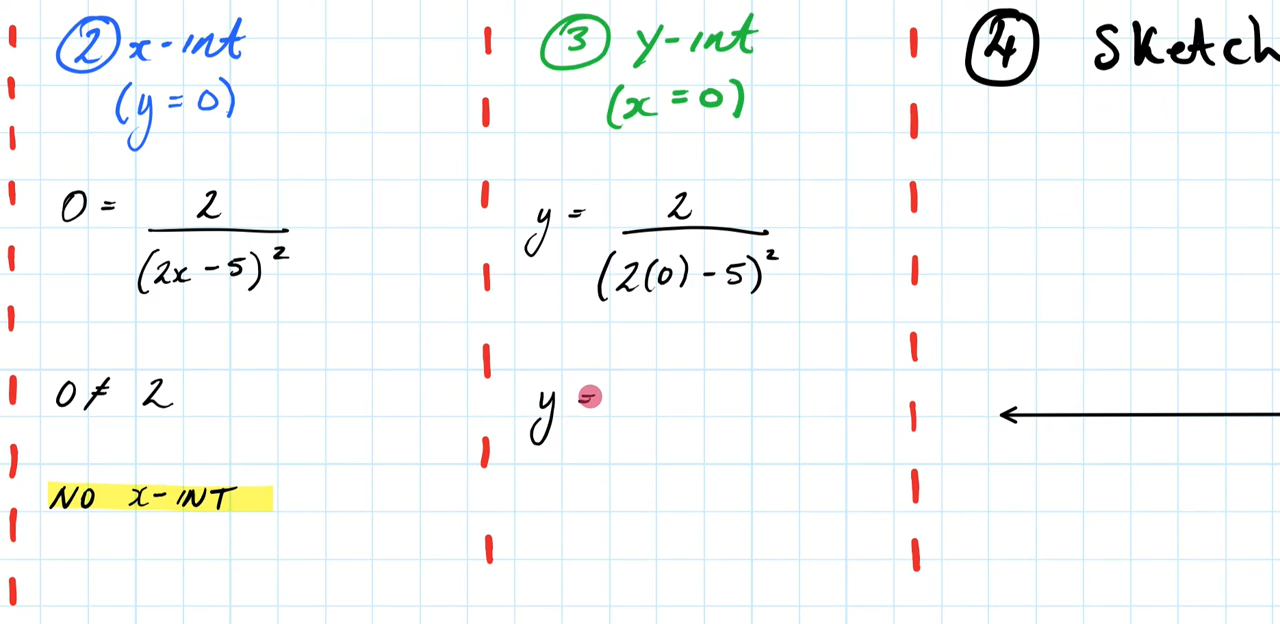 ② x-int
(y = 0)
0 = 2 / (2x - 5)²
0 ≠ 2
NO x-INT
③ y-int
(x = 0)
y = 2 / (2(0) - 5)²
y =
④ Sketch